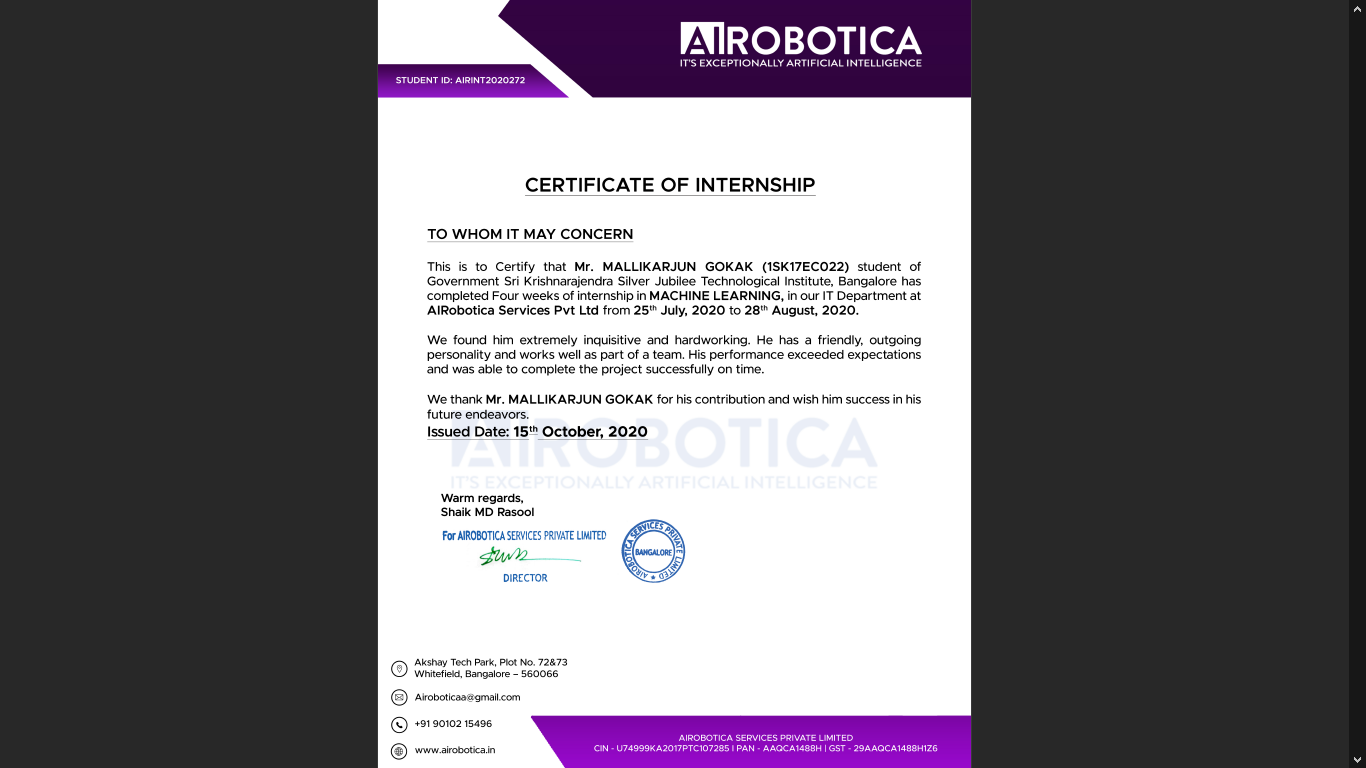 AIROBOTICA
IT'S EXCEPTIONALLY ARTIFICIAL INTELLIGENCE
STUDENT ID: AIRINT2020272
CERTIFICATE OF INTERNSHIP
TO WHOM IT MAY CONCERN
This is to Certify that Mr. MALLIKARJUN GOKAK (1SK17EC022) student of
Government Sri Krishnarajendra Silver Jubilee Technological Institute, Bangalore has
completed Four weeks of internship in MACHINE LEARNING, in our IT Department at
AIRobotica Services Pvt Ltd from 25th July, 2020 to 28th August, 2020.
We found him extremely inquisitive and hardworking. He has a friendly, outgoing
personality and works well as part of a team. His performance exceeded expectations
and was able to complete the project successfully on time.
We thank Mr. MALLIKARJUN GOKAK for his contribution and wish him success in his
future endeavors.
Issued Date: 15th October, 2020
AIROBOTICA
IT'S EXCEPTIONALLY ARTIFICIAL INTELLIGENCE
Warm regards,
Shaik MD Rasool
For AIROBOTICA SERVICES PRIVATE LIMITED
DIRECTOR
AIROBOTICA SERVICES PRIVATE LIMITED
BANGALORE
Akshay Tech Park, Plot No. 72&73
Whitefield, Bangalore – 560066
Airoboticaa@gmail.com
+91 90102 15496
www.airobotica.in
AIROBOTICA SERVICES PRIVATE LIMITED
CIN - U74999KA2017PTC107285 I PAN - AAQCA1488H | GST - 29AAQCA1488H1Z6